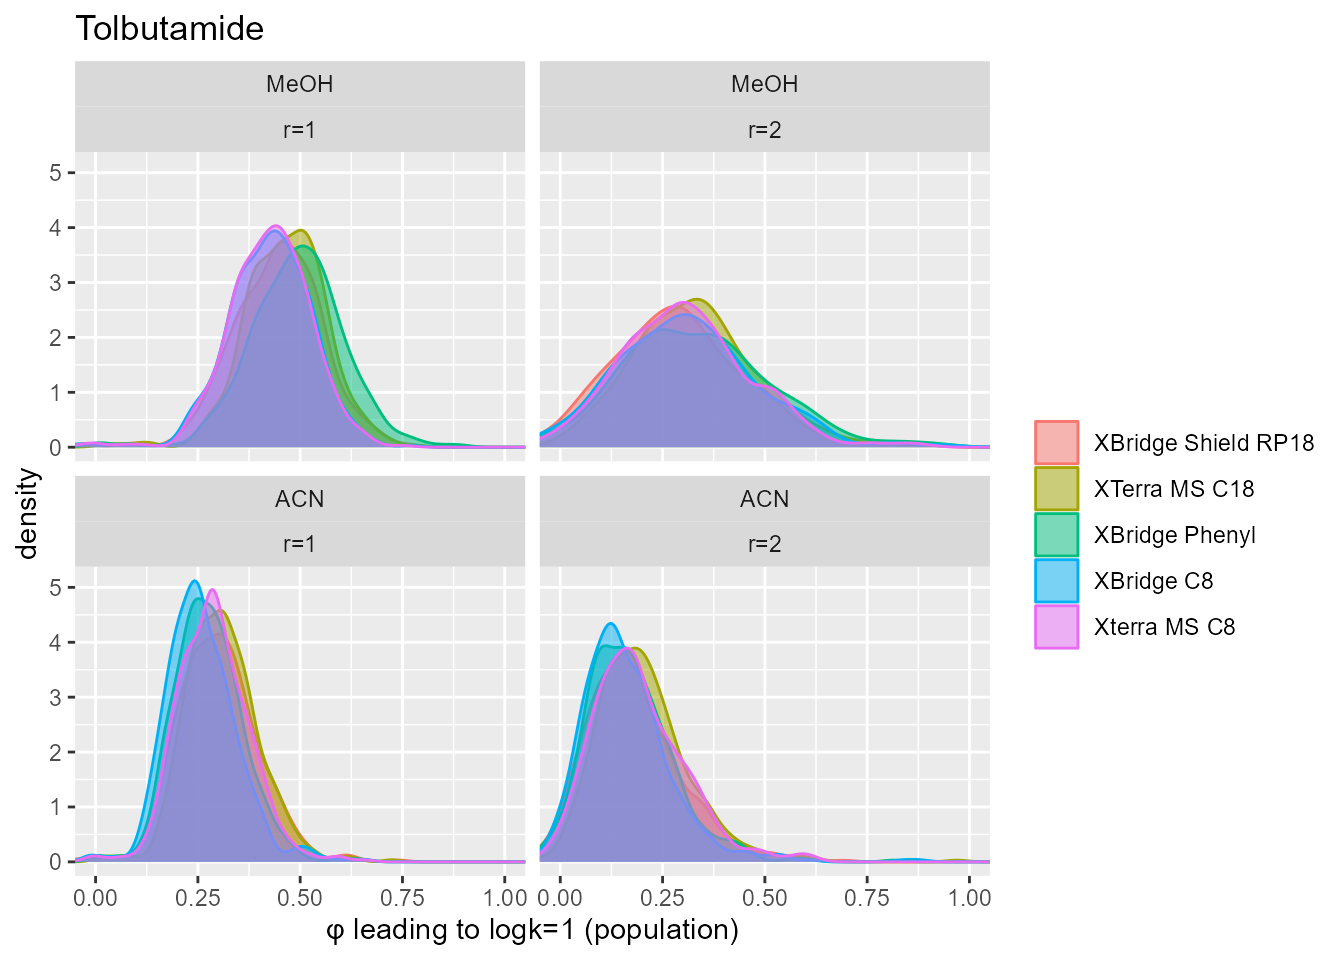 Tolbutamide
MeOH
r=1
MeOH
r=2
5
4
3
2
1
0
ACN
r=1
ACN
r=2
5
4
3
2
1
0
0.00 0.25 0.50 0.75 1.00
0.00 0.25 0.50 0.75 1.00
φ leading to logk=1 (population)
density
XBridge Shield RP18
XTerra MS C18
XBridge Phenyl
XBridge C8
Xterra MS C8